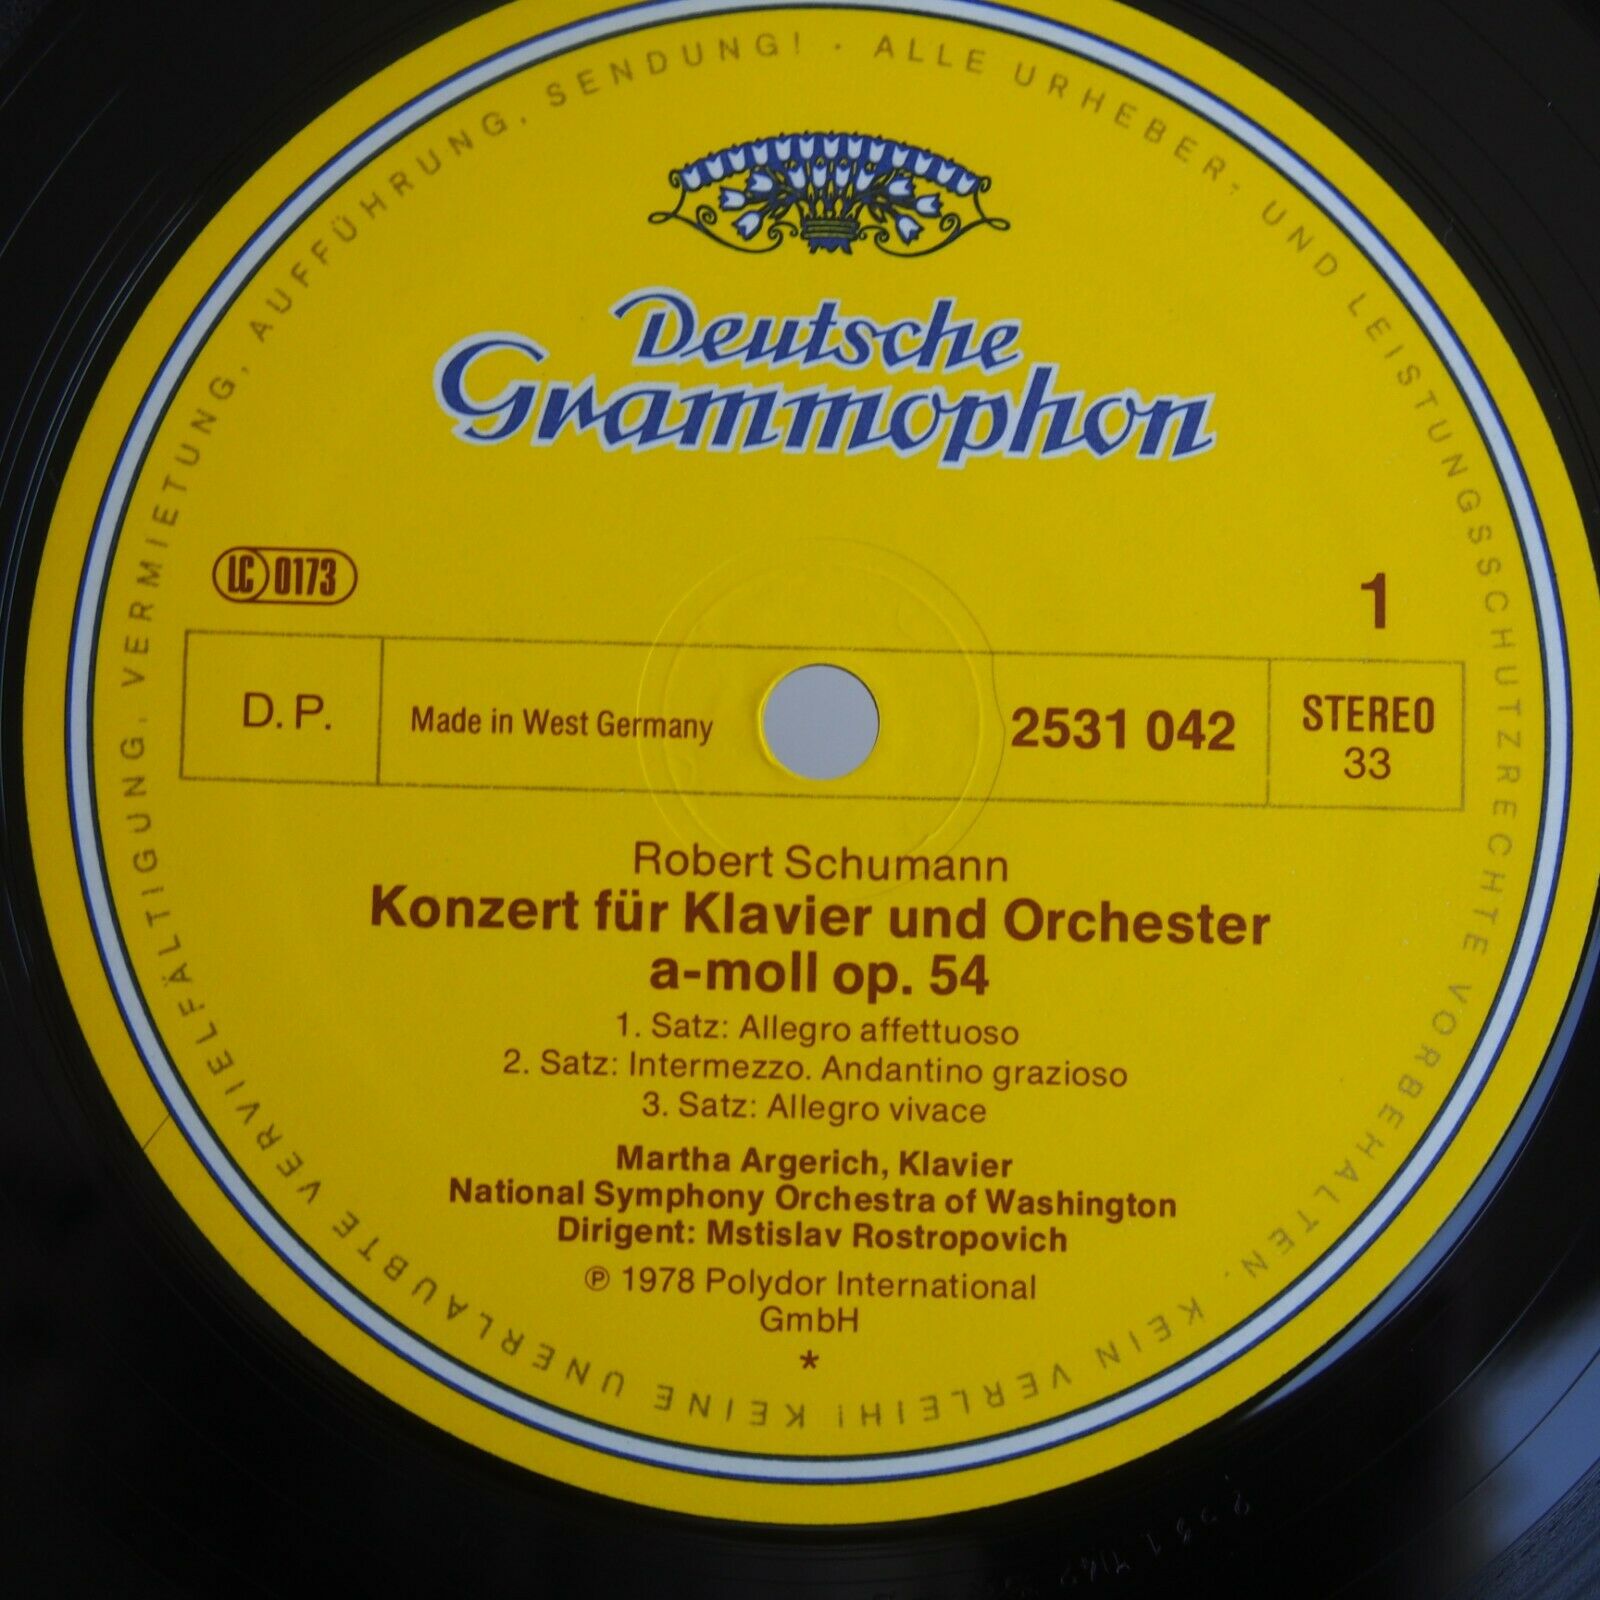 ALLE URHEBER- UND LEISTUNGSSCHUTZRECHTE VORBEHALTEN. KEIN VERLEIH! KEINE UNERLAUBTE VERVIELFÄLTIGUNG, VERMIETUNG, AUFFÜHRUNG, SENDUNG! ·
Deutsche
Grammophon
LC 0173
1
D. P.
Made in West Germany
2531 042
STEREO
33
Robert Schumann
Konzert für Klavier und Orchester
a-moll op. 54
1. Satz: Allegro affettuoso
2. Satz: Intermezzo. Andantino grazioso
3. Satz: Allegro vivace
Martha Argerich, Klavier
National Symphony Orchestra of Washington
Dirigent: Mstislav Rostropovich
℗ 1978 Polydor International
GmbH
*